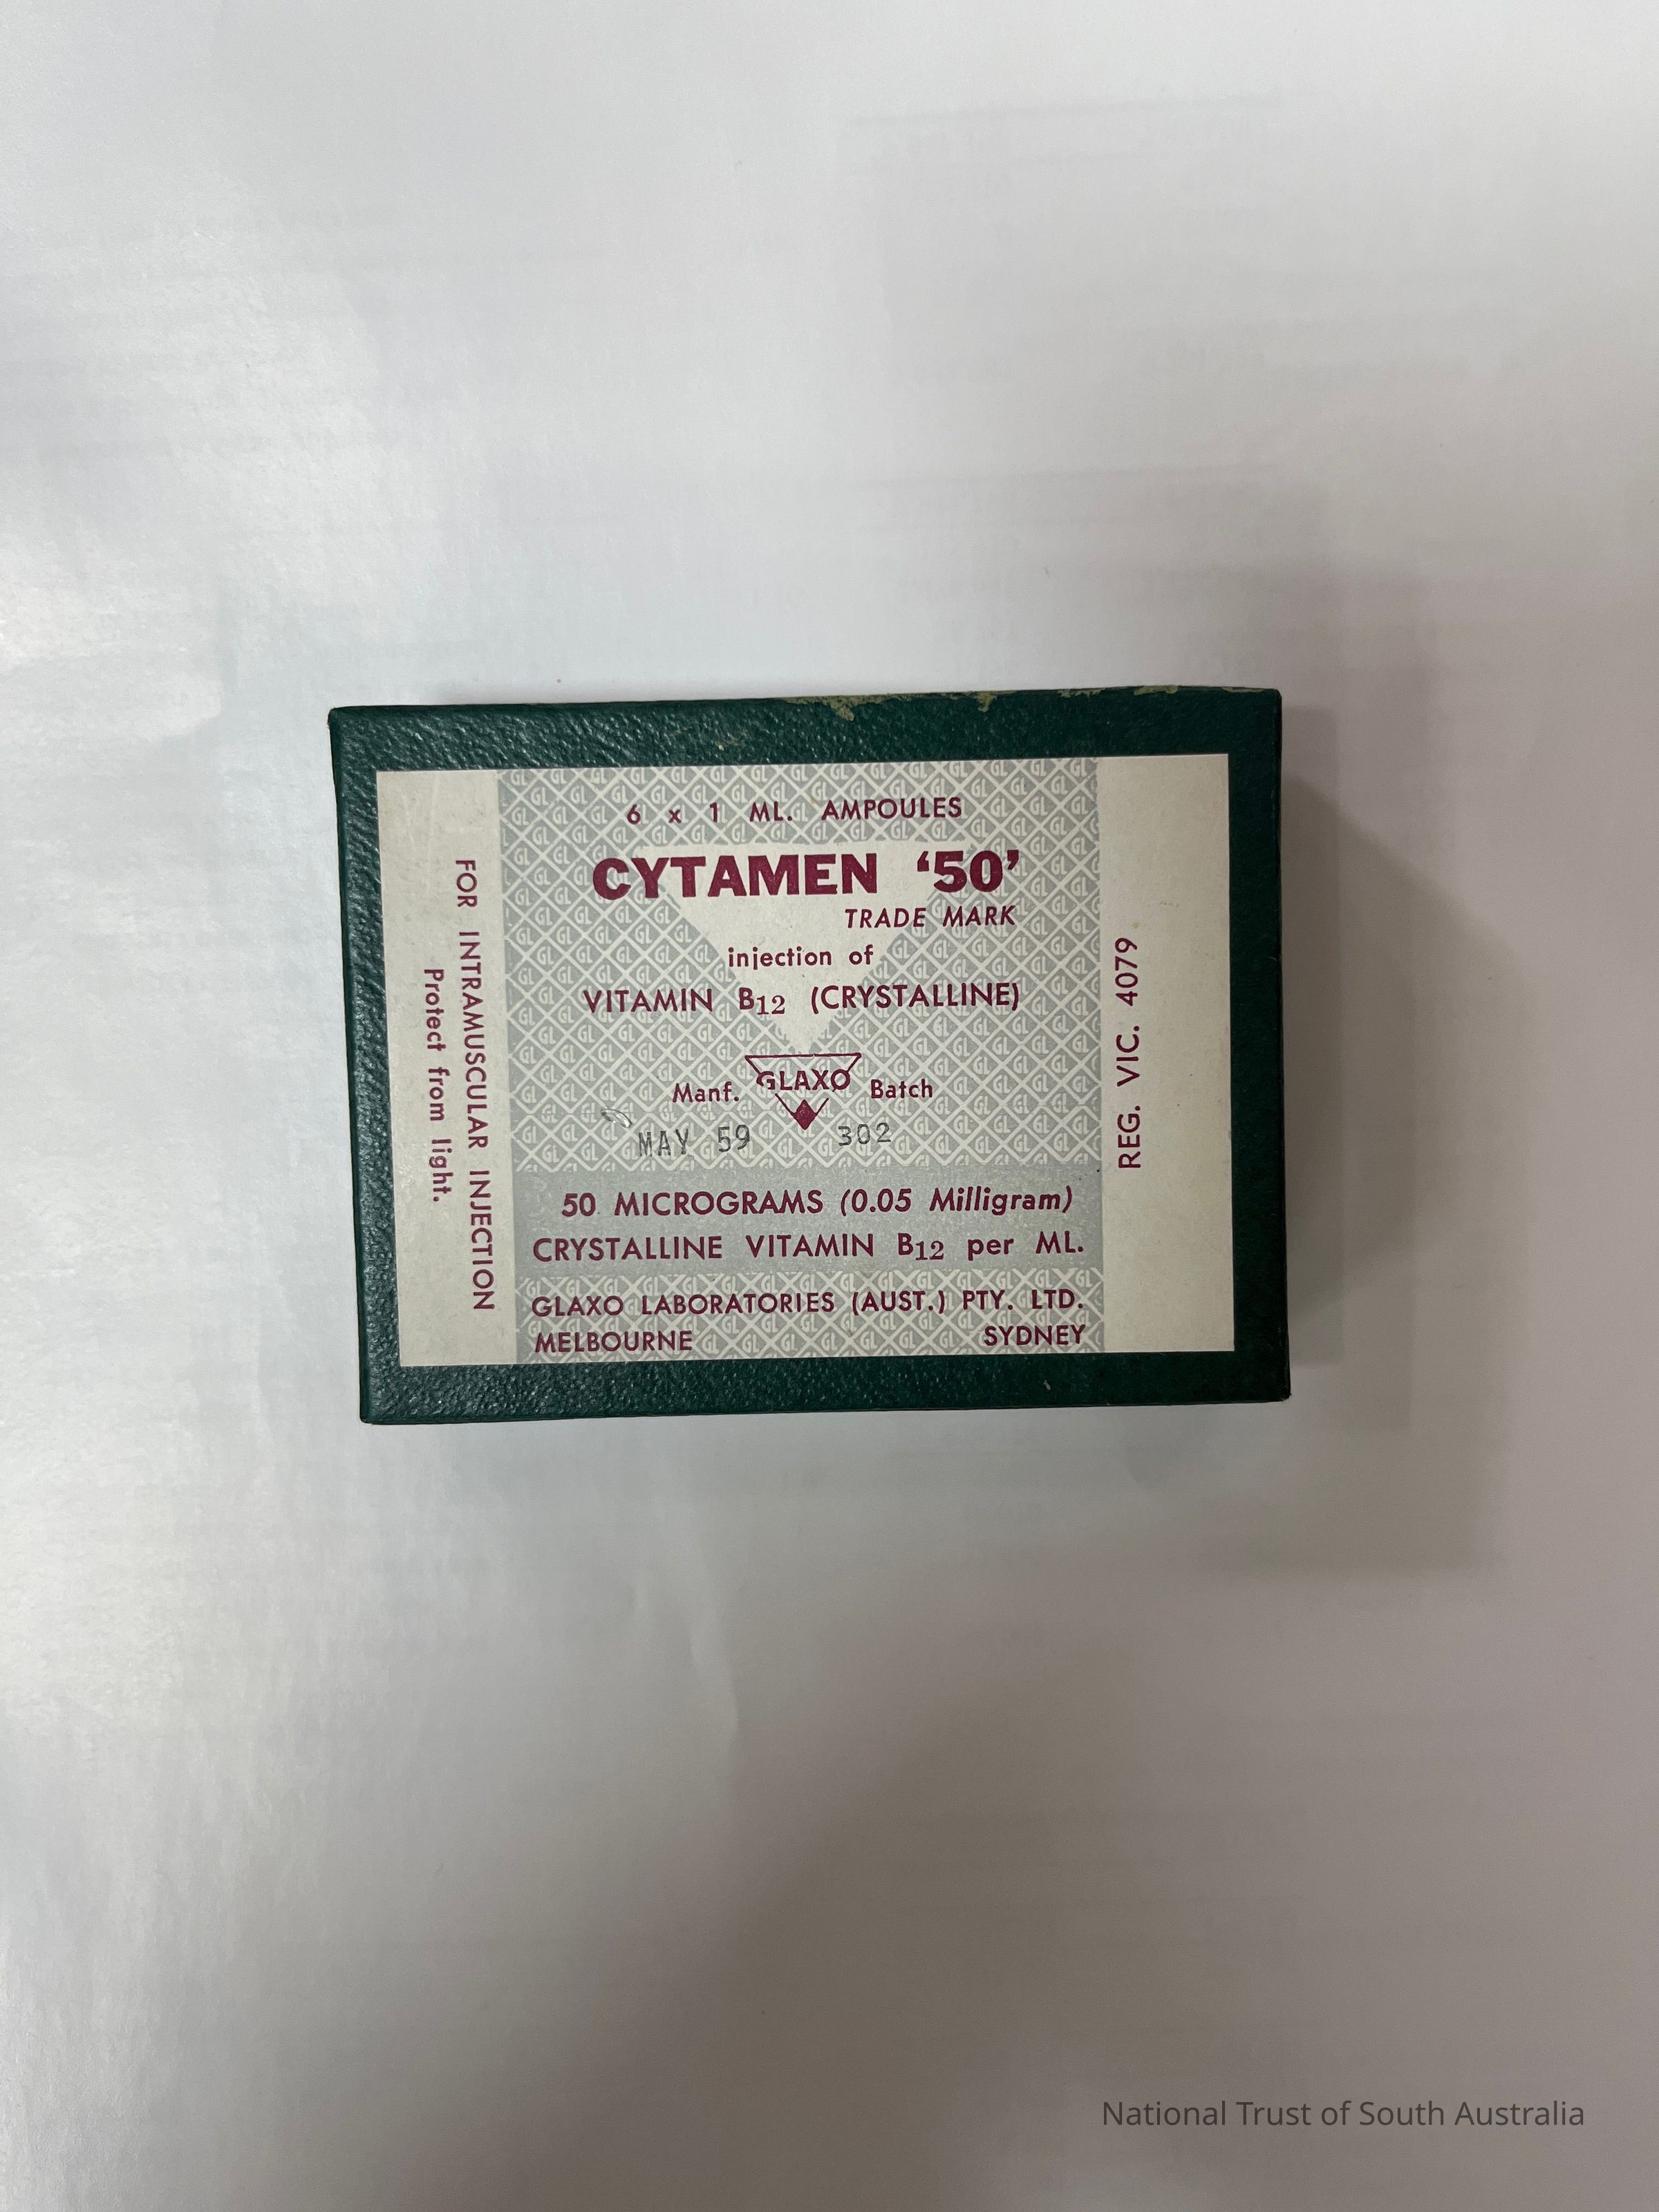 6 x 1 ML. AMPOULES
CYTAMEN ‘50’
TRADE MARK
injection of
VITAMIN B12 (CRYSTALLINE)
Manf. GLAXO Batch
MAY 59 302
50 MICROGRAMS (0.05 Milligram)
CRYSTALLINE VITAMIN B12 per ML.
GLAXO LABORATORIES (AUST.) PTY. LTD.
MELBOURNE SYDNEY
FOR INTRAMUSCULAR INJECTION
Protect from light.
REG. VIC. 4079
National Trust of South Australia